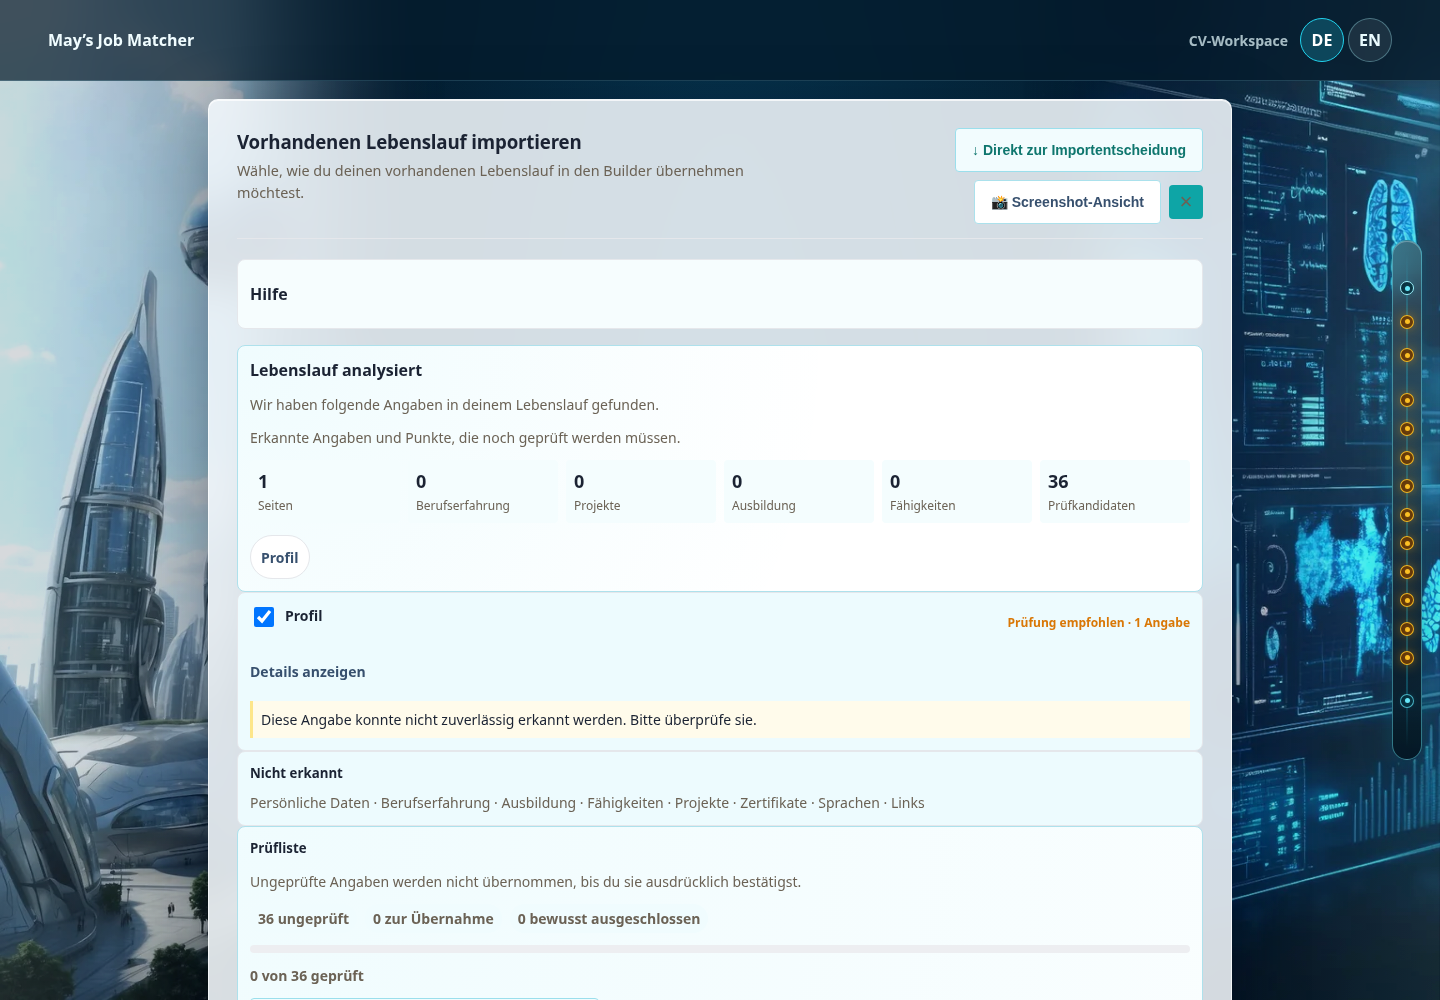 May’s Job Matcher
CV-Workspace
DE
EN
Vorhandenen Lebenslauf importieren
Wähle, wie du deinen vorhandenen Lebenslauf in den Builder übernehmen
möchtest.
↓ Direkt zur Importentscheidung
📸 Screenshot-Ansicht
✕
Hilfe
Lebenslauf analysiert
Wir haben folgende Angaben in deinem Lebenslauf gefunden.
Erkannte Angaben und Punkte, die noch geprüft werden müssen.
1
Seiten
0
Berufserfahrung
0
Projekte
0
Ausbildung
0
Fähigkeiten
36
Prüfkandidaten
Profil
Profil
Prüfung empfohlen · 1 Angabe
Details anzeigen
Diese Angabe konnte nicht zuverlässig erkannt werden. Bitte überprüfe sie.
Nicht erkannt
Persönliche Daten · Berufserfahrung · Ausbildung · Fähigkeiten · Projekte · Zertifikate · Sprachen · Links
Prüfliste
Ungeprüfte Angaben werden nicht übernommen, bis du sie ausdrücklich bestätigst.
36 ungeprüft
0 zur Übernahme
0 bewusst ausgeschlossen
0 von 36 geprüft